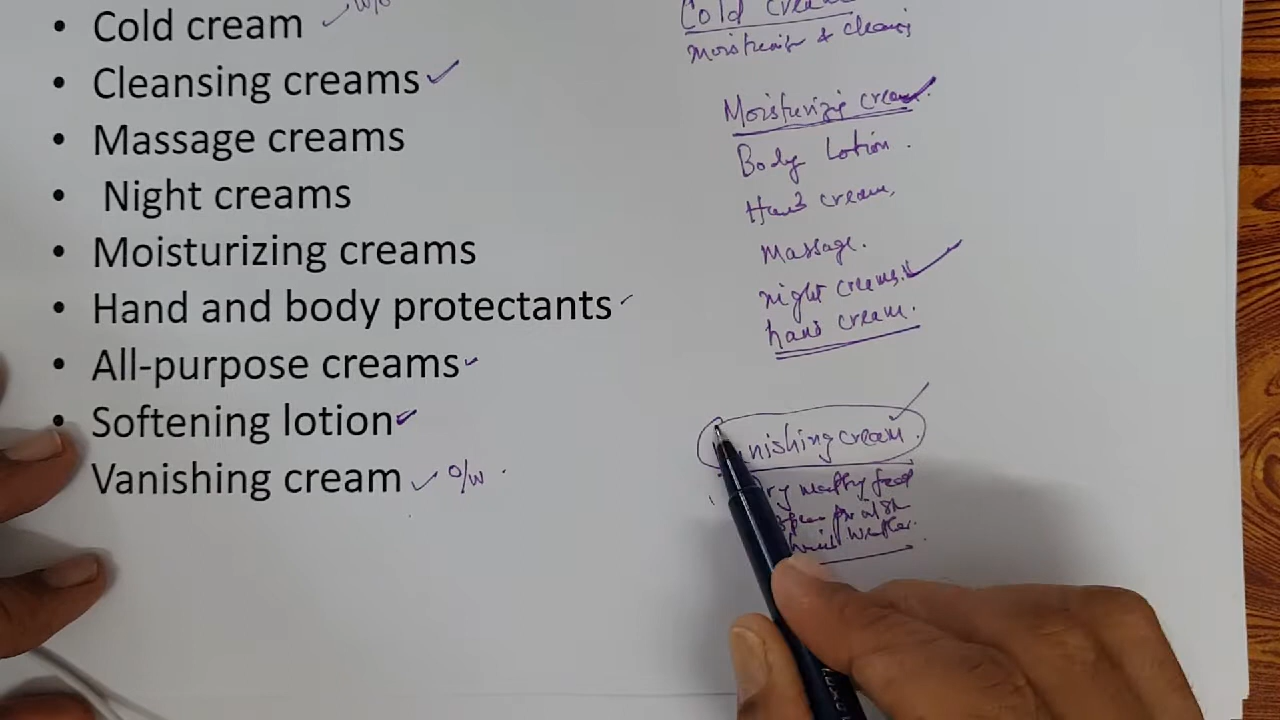 • Cold cream w/o
• Cleansing creams
• Massage creams
• Night creams
• Moisturizing creams
• Hand and body protectants
• All-purpose creams
• Softening lotion
Vanishing cream o/w
Cold cream
Moisturizing cream.
Body Lotion.
Hand cream,
Massage.
night creams.
hand cream.
nishing cream.